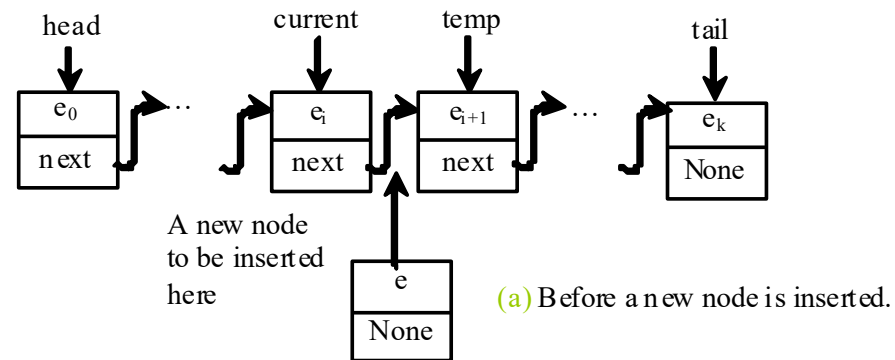 head current temp tail
… …
e0 ei ei+1 ek
next next next None
A new node
to be inserted
here
e
None
(a) Before a new node is inserted.